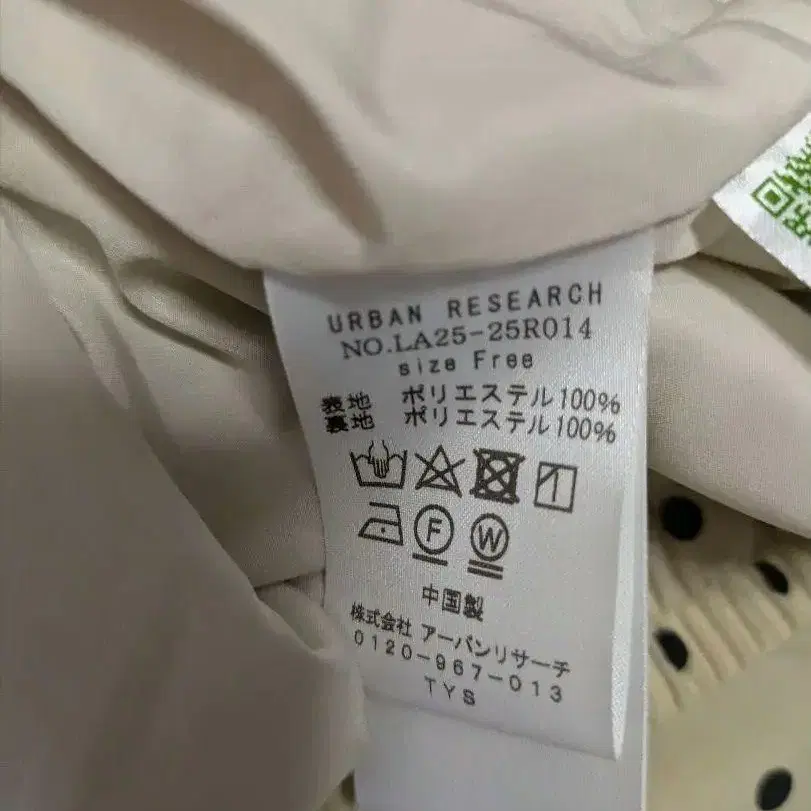 URBAN RESEARCH
NO.LA25-25R014
size Free
表地 ポリエステル100%
裏地 ポリエステル100%
F W
中国製
株式会社 アーバンリサーチ
0120-967-013
TYS